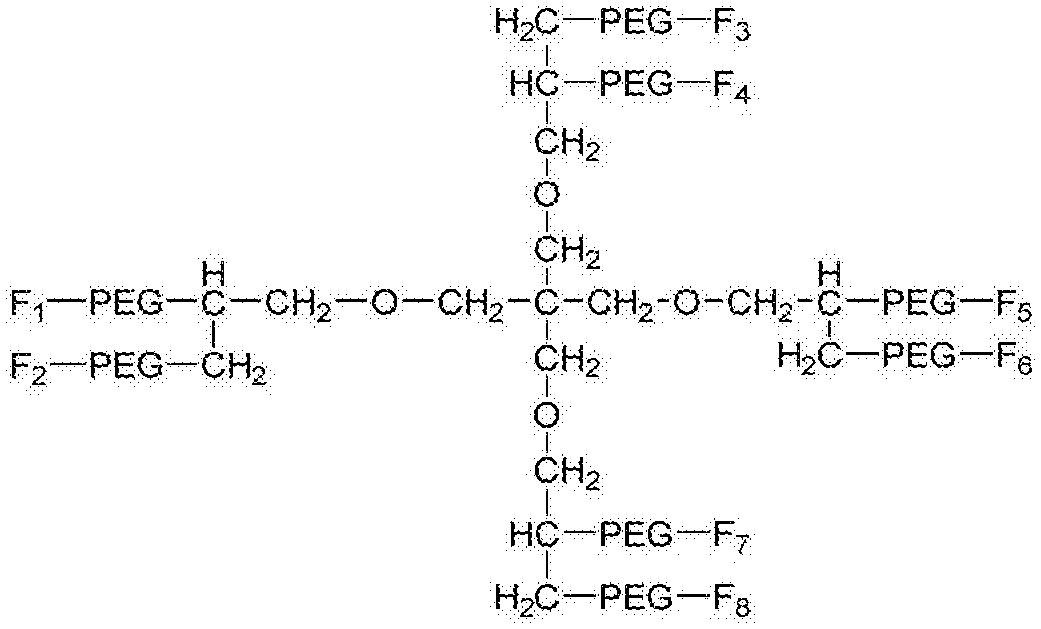 H₂C—PEG—F₃
HC—PEG—F₄
CH₂
O
CH₂
H H
F₁—PEG—C—CH₂—O—CH₂—C—CH₂—O—CH₂—C—PEG—F₅
F₂—PEG—CH₂ CH₂ H₂C—PEG—F₆
O
CH₂
HC—PEG—F₇
H₂C—PEG—F₈